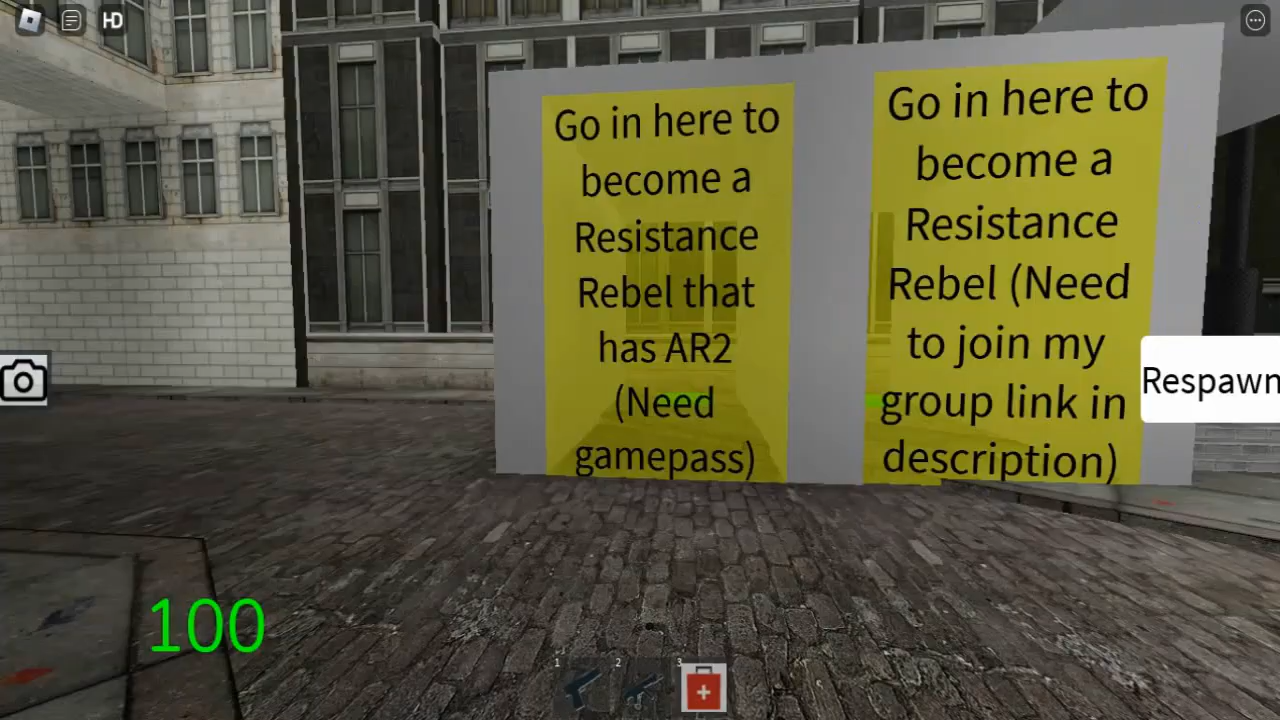 HD
Go in here to
become a
Resistance
Rebel that
has AR2
(Need
gamepass)
Go in here to
become a
Resistance
Rebel (Need
to join my
group link in
description)
Respawn
100
1
2
3